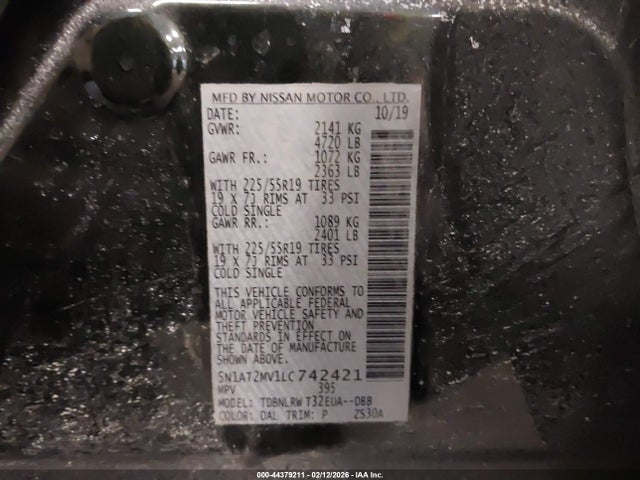 MFD BY NISSAN MOTOR CO., LTD.
DATE: 10/19
GVWR: 2141 KG
4720 LB
GAWR FR.: 1072 KG
2363 LB
WITH 225/55R19 TIRES
19 X 7J RIMS AT 33 PSI
COLD SINGLE
GAWR RR.: 1089 KG
2401 LB
WITH 225/55R19 TIRES
19 X 7J RIMS AT 33 PSI
COLD SINGLE
THIS VEHICLE CONFORMS TO
ALL APPLICABLE FEDERAL
MOTOR VEHICLE SAFETY AND
THEFT PREVENTION
STANDARDS IN EFFECT ON
THE DATE OF MANUFACTURE
SHOWN ABOVE.
5N1AT2MV1LC742421
MPV 395
MODEL: TDBNLRW T32EUA--DBB
COLOR: DAL TRIM: P ZS30A
000-44379211 - 02/12/2026 - IAA Inc.